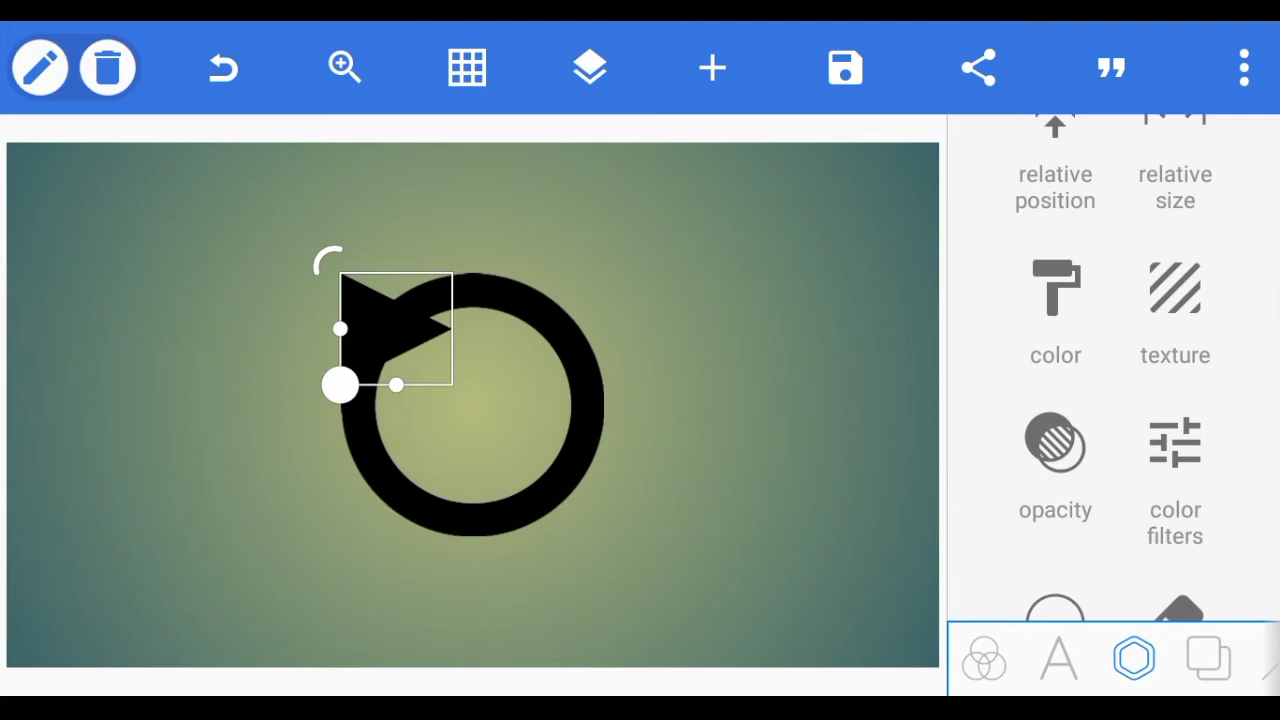 relative
position
relative
size
color
texture
opacity
color
filters